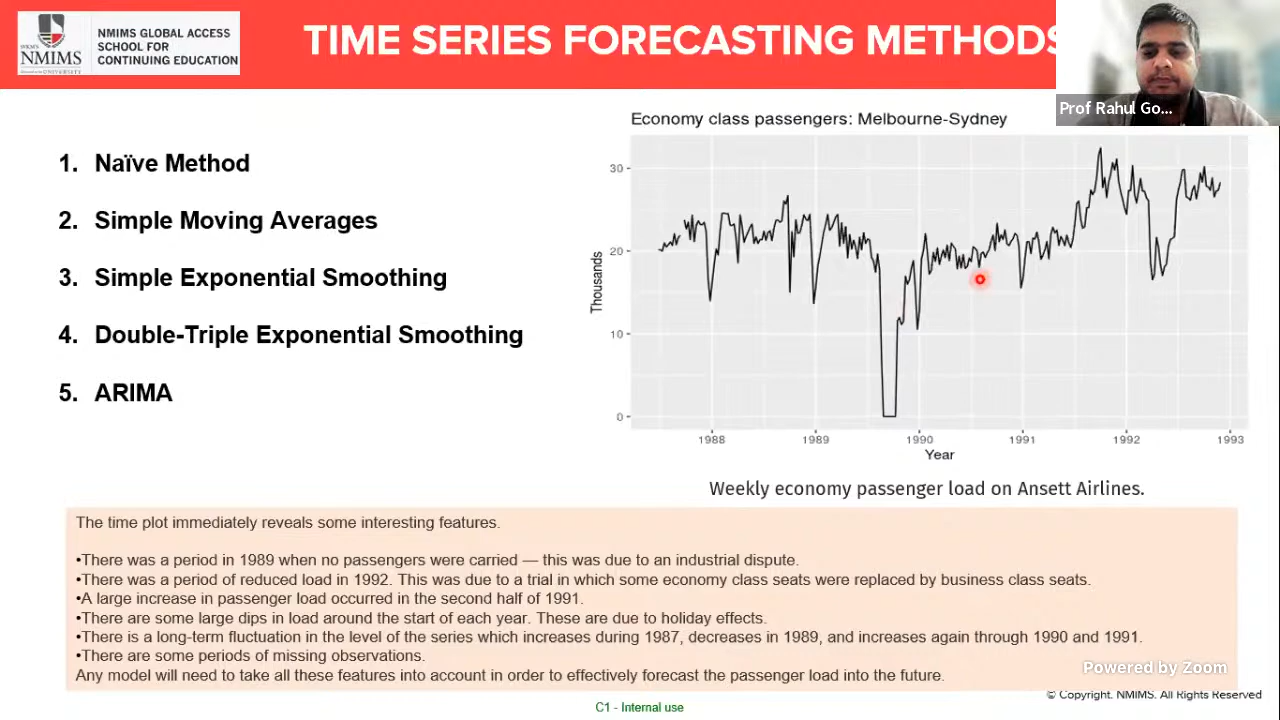 SVKM'S
NMIMS
NMIMS GLOBAL ACCESS
SCHOOL FOR
CONTINUING EDUCATION
TIME SERIES FORECASTING METHODS
Prof Rahul Go...
1. Naïve Method
2. Simple Moving Averages
3. Simple Exponential Smoothing
4. Double-Triple Exponential Smoothing
5. ARIMA
Economy class passengers: Melbourne-Sydney
30
20
10
0
Thousands
1988 1989 1990 1991 1992 1993
Year
Weekly economy passenger load on Ansett Airlines.
The time plot immediately reveals some interesting features.
•There was a period in 1989 when no passengers were carried — this was due to an industrial dispute.
•There was a period of reduced load in 1992. This was due to a trial in which some economy class seats were replaced by business class seats.
•A large increase in passenger load occurred in the second half of 1991.
•There are some large dips in load around the start of each year. These are due to holiday effects.
•There is a long-term fluctuation in the level of the series which increases during 1987, decreases in 1989, and increases again through 1990 and 1991.
•There are some periods of missing observations.
Any model will need to take all these features into account in order to effectively forecast the passenger load into the future.
Powered by Zoom
© Copyright. NMIMS. All Rights Reserved
C1 - Internal use